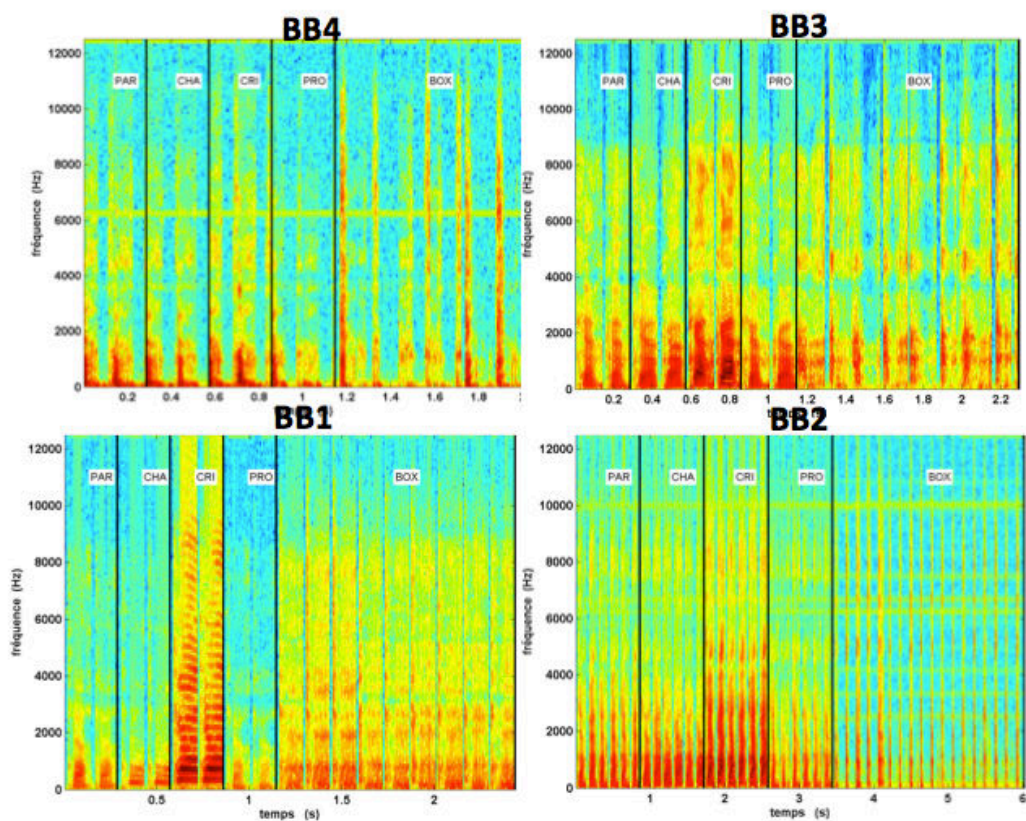 BB4
12000
10000
8000
6000
4000
2000
0
fréquence (Hz)
PAR CHA CRI PRO BOX
0.2 0.4 0.6 0.8 1 1.2 1.4 1.6 1.8
BB3
12000
10000
8000
6000
4000
2000
0
fréquence (Hz)
PAR CHA CRI PRO BOX
0.2 0.4 0.6 0.8 1 1.2 1.4 1.6 1.8 2 2.2
temps
BB1
12000
10000
8000
6000
4000
2000
0
fréquence (Hz)
PAR CHA CRI PRO BOX
0.5 1 1.5 2
temps (s)
BB2
12000
10000
8000
6000
4000
2000
0
fréquence (Hz)
PAR CHA CRI PRO BOX
1 2 3 4 5 6
temps (s)